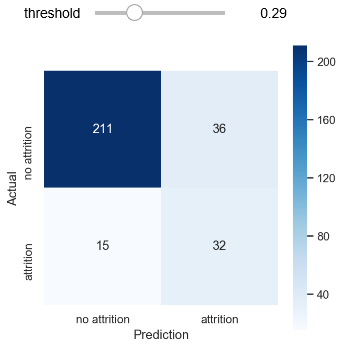 threshold 0.29
200
160
120
80
40
Actual
no attrition
attrition
211 36
15 32
no attrition attrition
Prediction